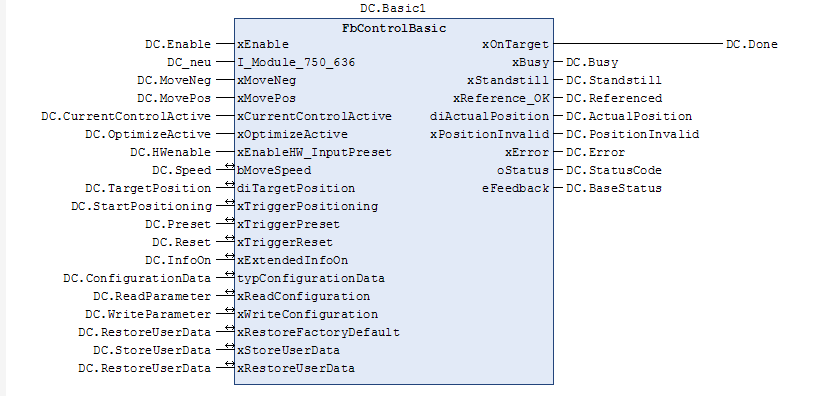 DC.Basic1
FbControlBasic
DC.Enable xEnable xOnTarget DC.Done
DC_neu I_Module_750_636 xBusy DC.Busy
DC.MoveNeg xMoveNeg xStandstill DC.Standstill
DC.MovePos xMovePos xReference_OK DC.Referenced
DC.CurrentControlActive xCurrentControlActive diActualPosition DC.ActualPosition
DC.OptimizeActive xOptimizeActive xPositionInvalid DC.PositionInvalid
DC.HWenable xEnableHW_InputPreset xError DC.Error
DC.Speed bMoveSpeed oStatus DC.StatusCode
DC.TargetPosition diTargetPosition eFeedback DC.BaseStatus
DC.StartPositioning xTriggerPositioning
DC.Preset xTriggerPreset
DC.Reset xTriggerReset
DC.InfoOn xExtendedInfoOn
DC.ConfigurationData typConfigurationData
DC.ReadParameter xReadConfiguration
DC.WriteParameter xWriteConfiguration
DC.RestoreUserData xRestoreFactoryDefault
DC.StoreUserData xStoreUserData
DC.RestoreUserData xRestoreUserData